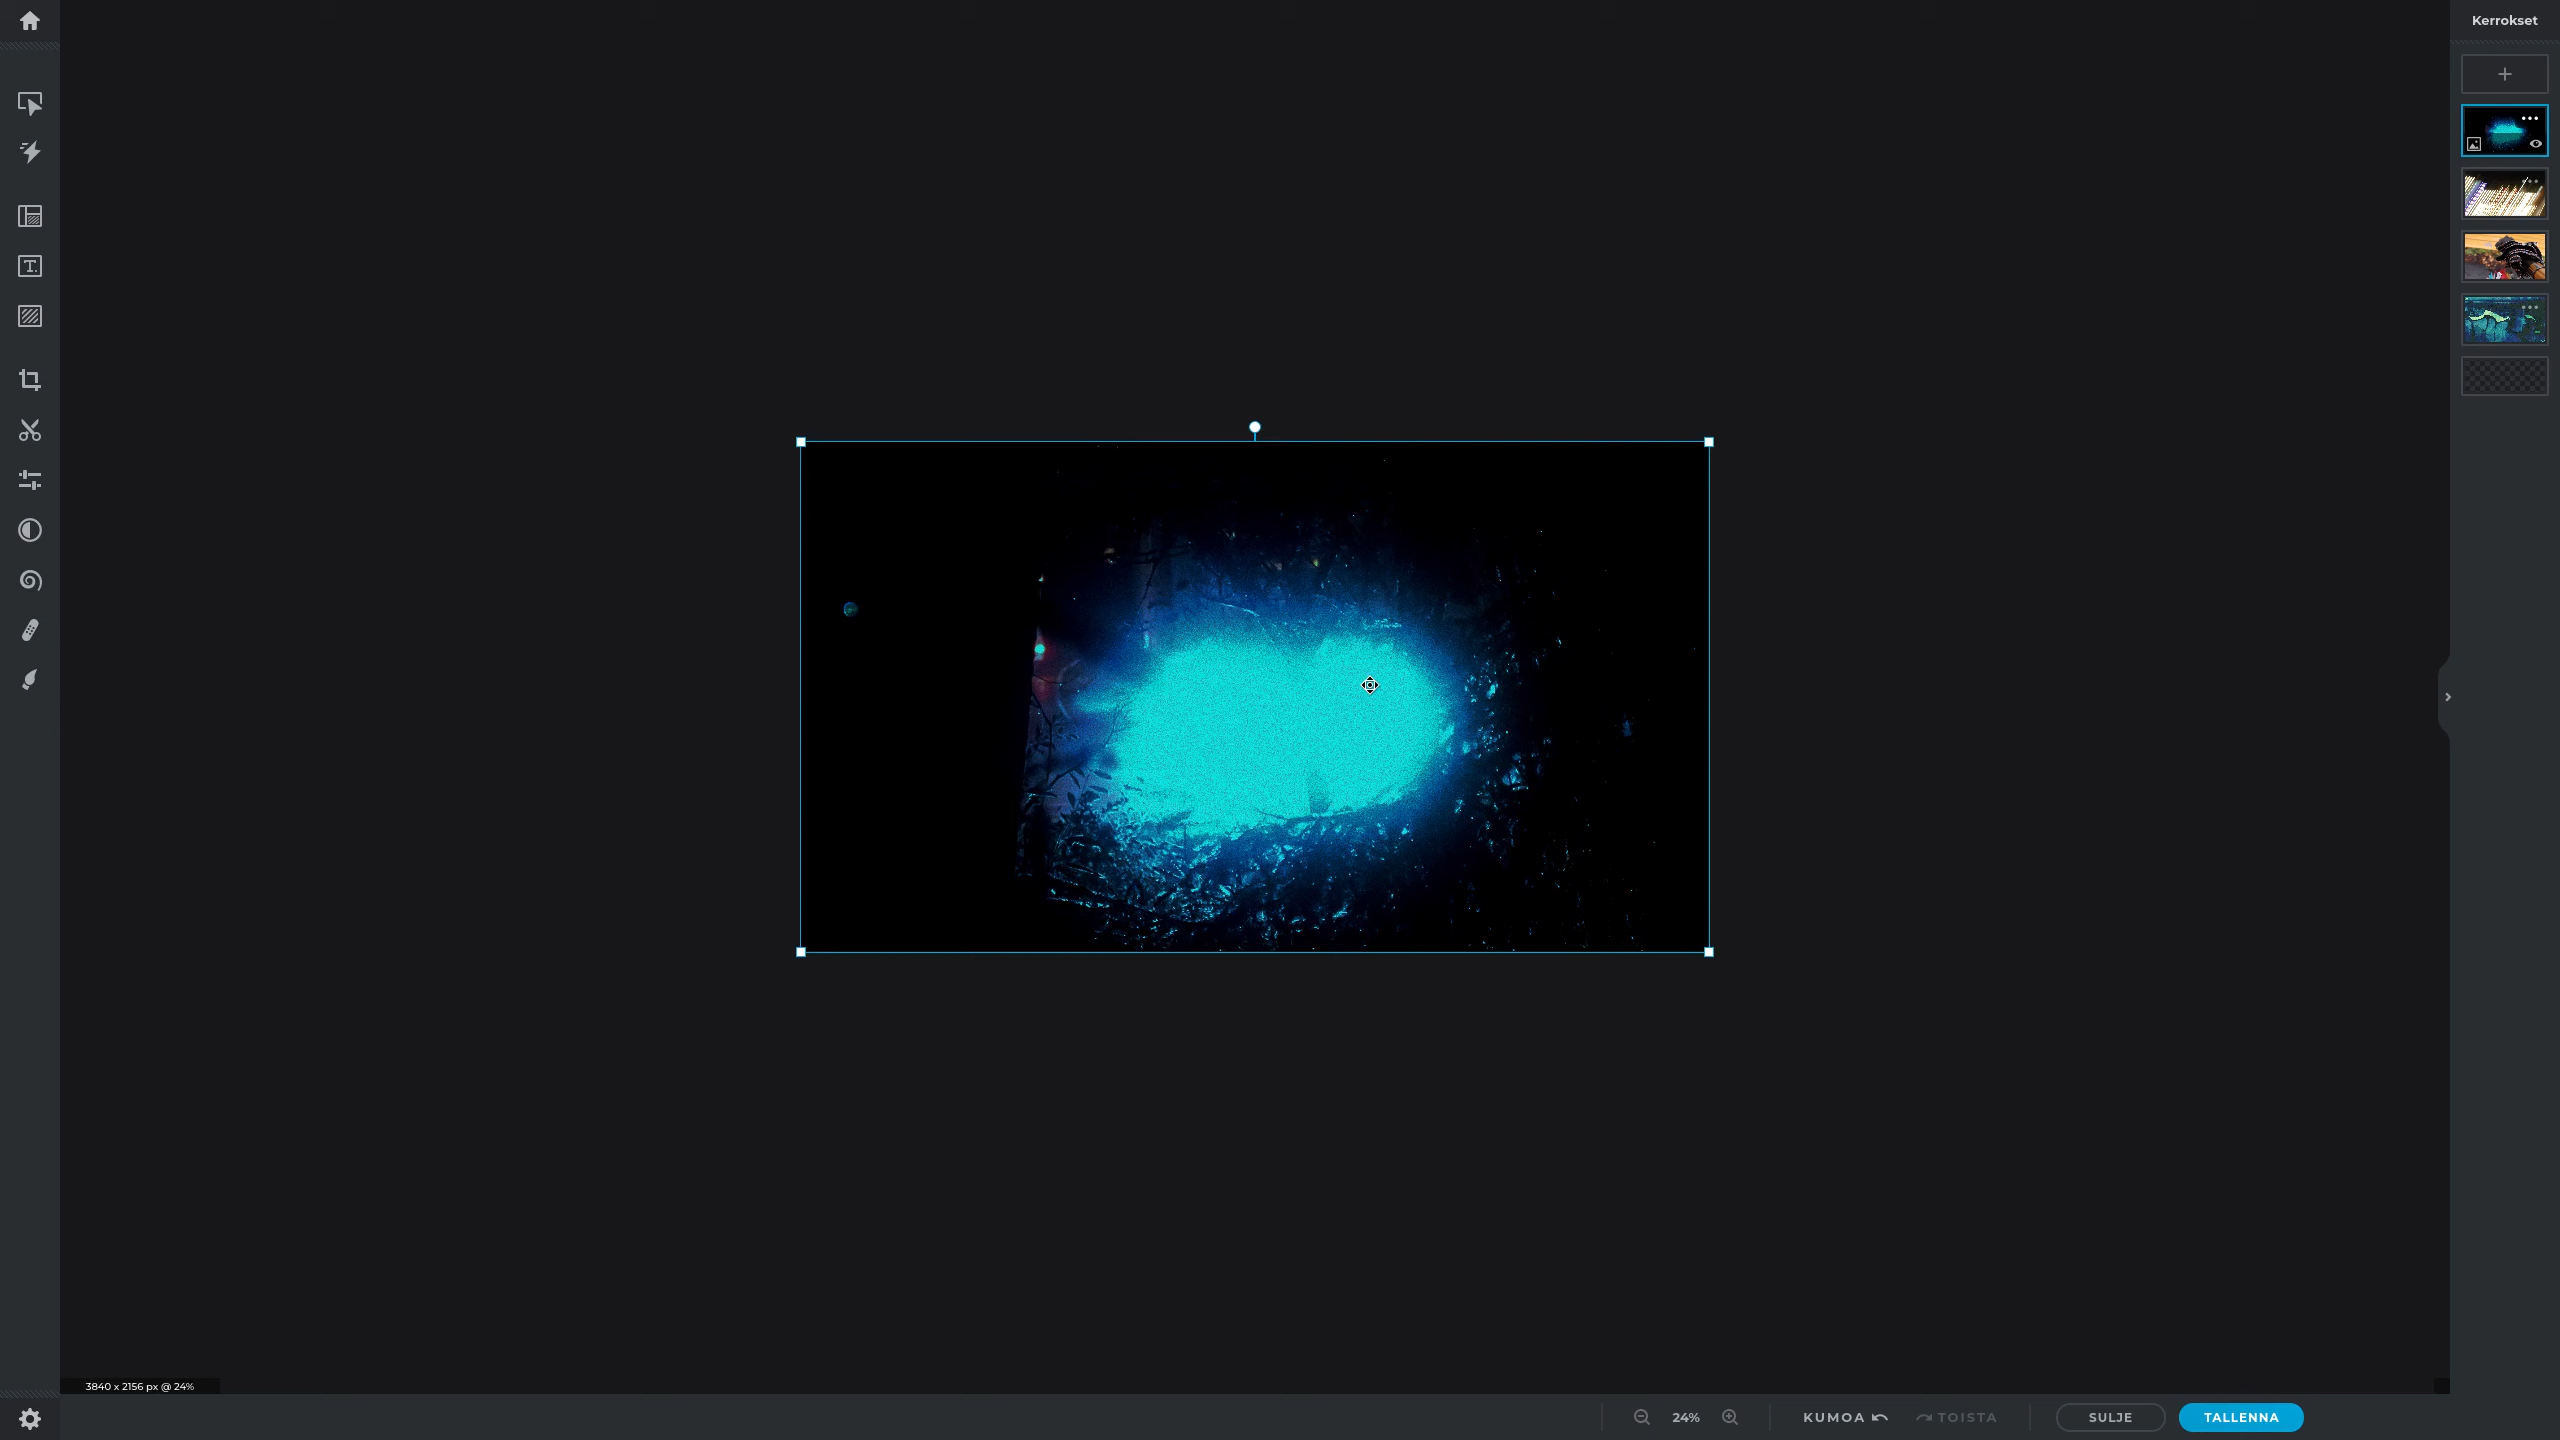 Kerrokset
3840 x 2156 px @ 24%
24%
KUMOA
TOISTA
SULJE
TALLENNA